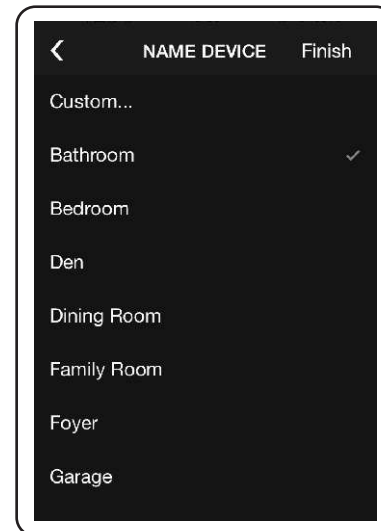 NAME DEVICE Finish
Custom...
Bathroom
Bedroom
Den
Dining Room
Family Room
Foyer
Garage